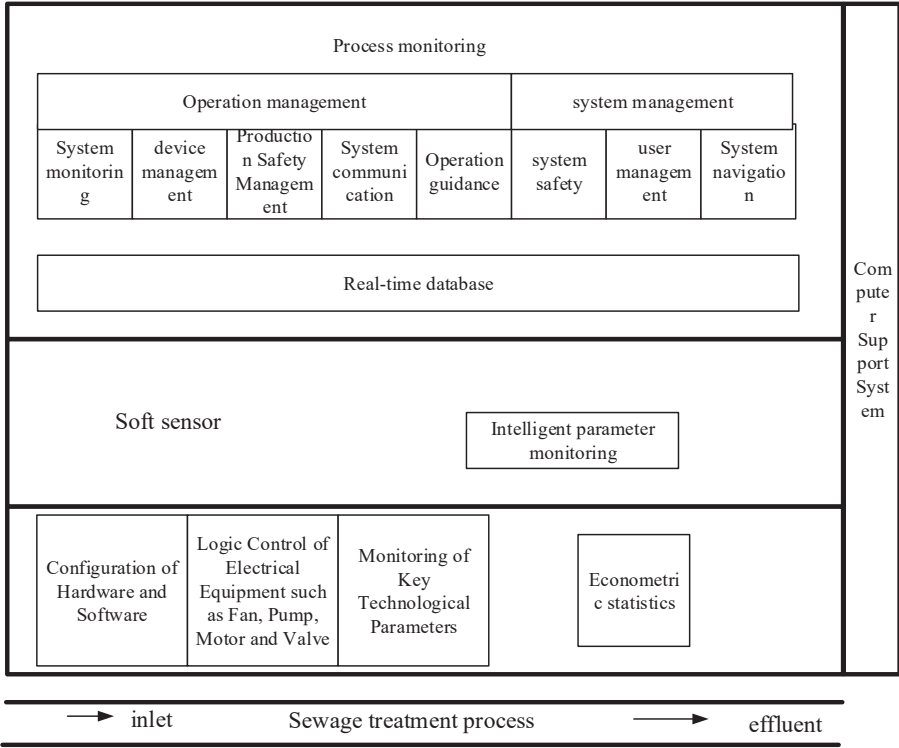 Process monitoring
Operation management
system management
System
monitorin
g
device
managem
ent
Productio
n Safety
Managem
ent
System
communi
cation
Operation
guidance
system
safety
user
managem
ent
System
navigatio
n
Real-time database
Com
pute
r
Sup
port
Syst
em
Soft sensor
Intelligent parameter
monitoring
Configuration of
Hardware and
Software
Logic Control of
Electrical
Equipment such
as Fan, Pump,
Motor and Valve
Monitoring of
Key
Technological
Parameters
Econometri
c statistics
inlet
Sewage treatment process
effluent